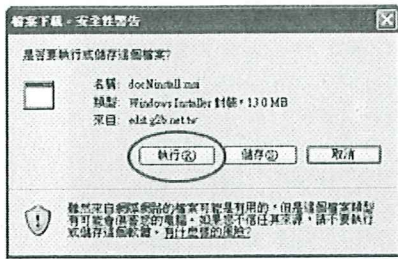 檔案下載 - 安全性警告
是否要執行或儲存這個檔案?
名稱: docNinstall.msi
類型: Windows Installer 封裝，13.0 MB
來自: edst.g2b.net.tw
執行(R)
儲存(S)
取消
雖然來自網際網路的檔案可能是有用的，但是這個檔案類型
有可能會傷害您的電腦。如果您不信任其來源，請不要執行
或儲存這個軟體。有什麼樣的風險?